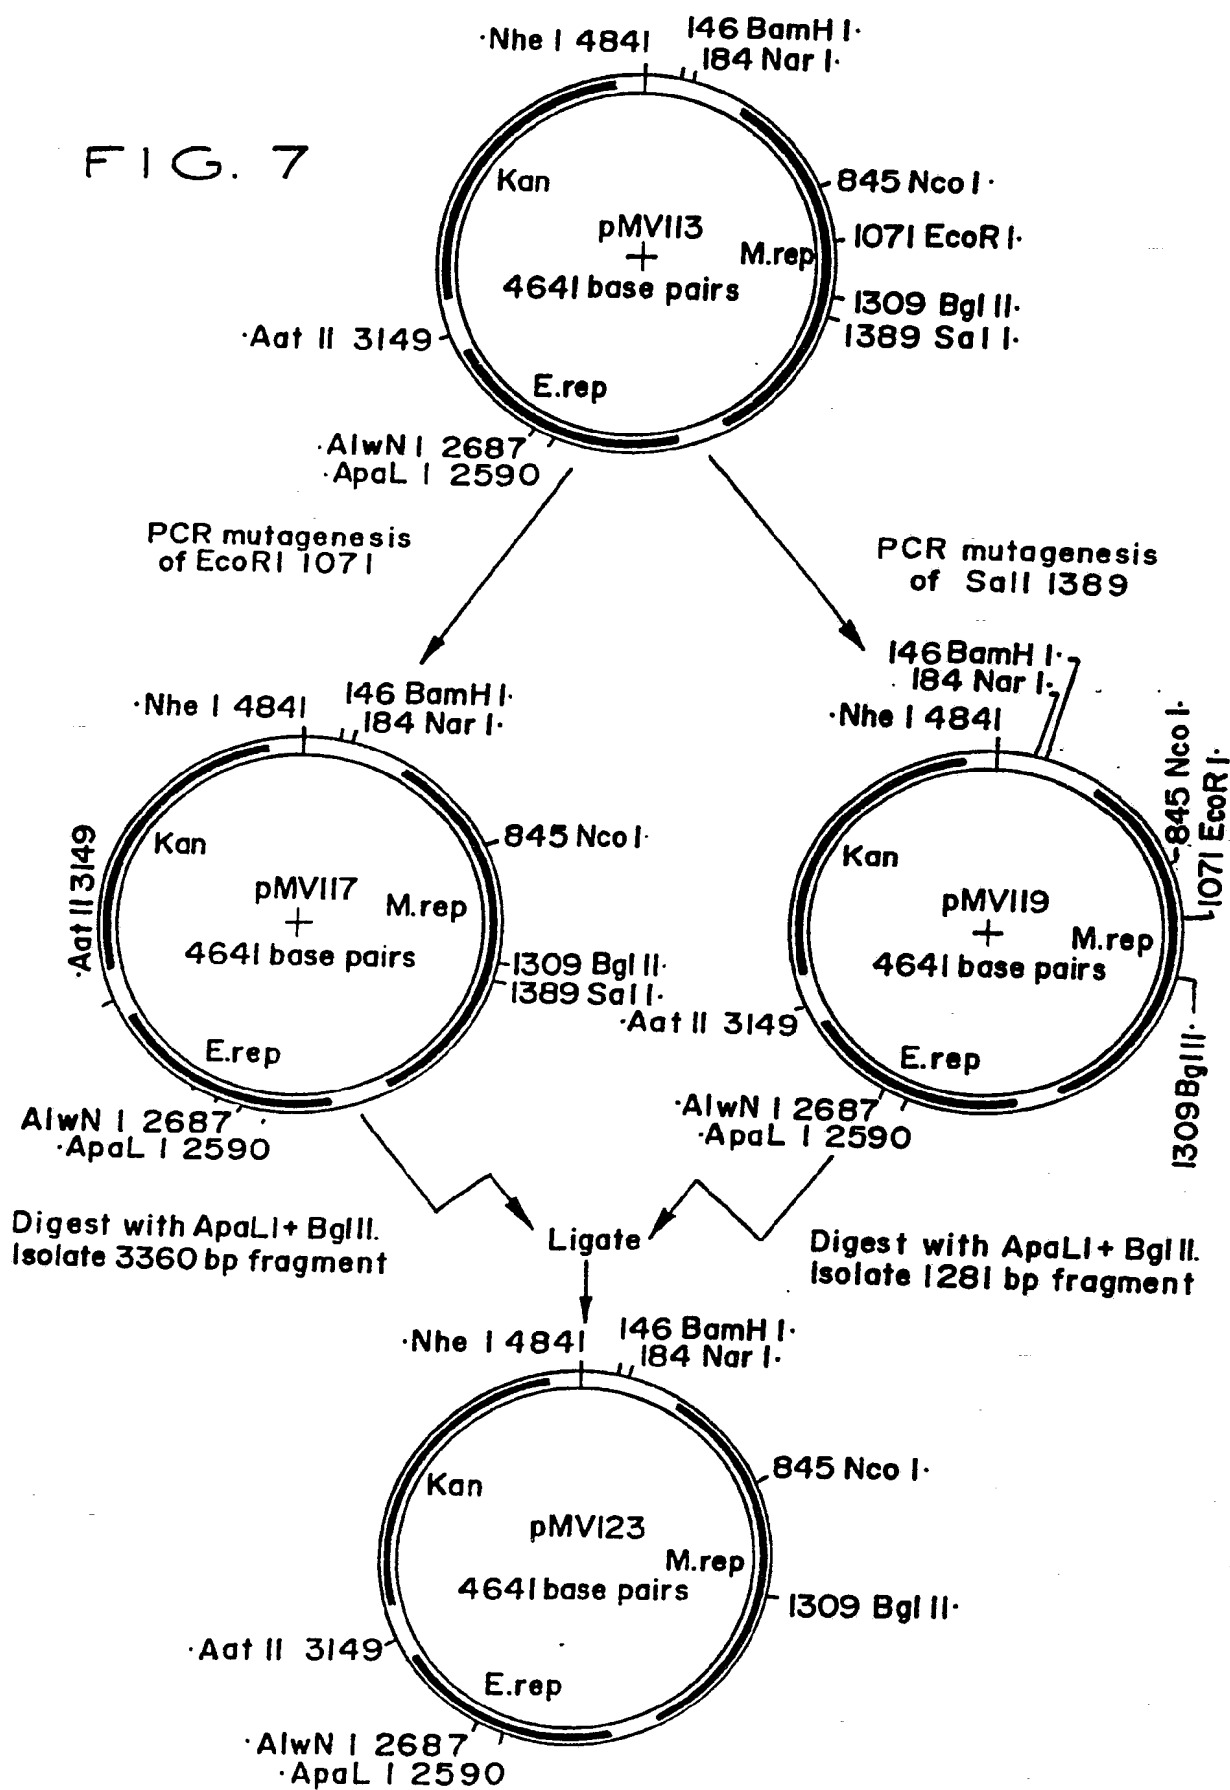 FIG. 7
·Nhe I 4841
146 BamH I·
184 Nar I·
Kan
845 Nco I·
pMV113
+
4641 base pairs
M.rep
1071 EcoR I·
1309 Bgl II·
1389 Sal I·
·Aat II 3149
E.rep
·AlwN I 2687
·ApaL I 2590
PCR mutagenesis
of EcoRI 1071
PCR mutagenesis
of SalI 1389
·Nhe I 4841
146 BamH I·
184 Nar I·
Kan
845 Nco I·
pMV117
+
4641 base pairs
M.rep
1309 Bgl II·
1389 Sal I·
·Aat II 3149
E.rep
AlwN I 2687
·ApaL I 2590
146 BamH I·
184 Nar I·
·Nhe I 4841
845 Nco I·
1071 EcoR I·
Kan
pMV119
+
4641 base pairs
M.rep
·Aat II 3149
1309 Bgl II·
E.rep
·AlwN I 2687
·ApaL I 2590
Digest with ApaLI+ BglII.
Isolate 3360 bp fragment
Ligate
Digest with ApaLI+ Bgl II.
Isolate 1281 bp fragment
·Nhe I 4841
146 BamH I·
184 Nar I·
845 Nco I·
Kan
pMV123
M.rep
4641 base pairs
1309 Bgl II·
·Aat II 3149
E.rep
·AlwN I 2687
·ApaL I 2590